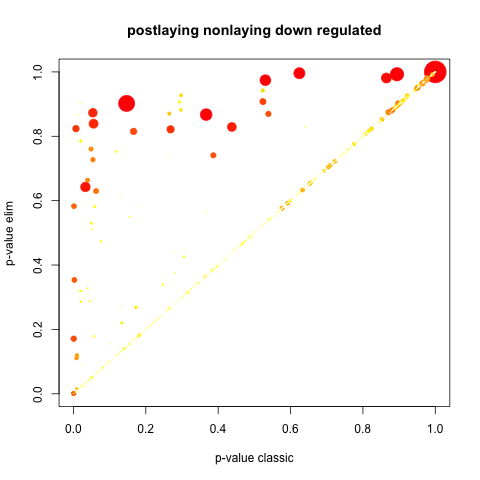 postlaying nonlaying down regulated
p-value elim
1.0
0.8
0.6
0.4
0.2
0.0
0.0 0.2 0.4 0.6 0.8 1.0
p-value classic